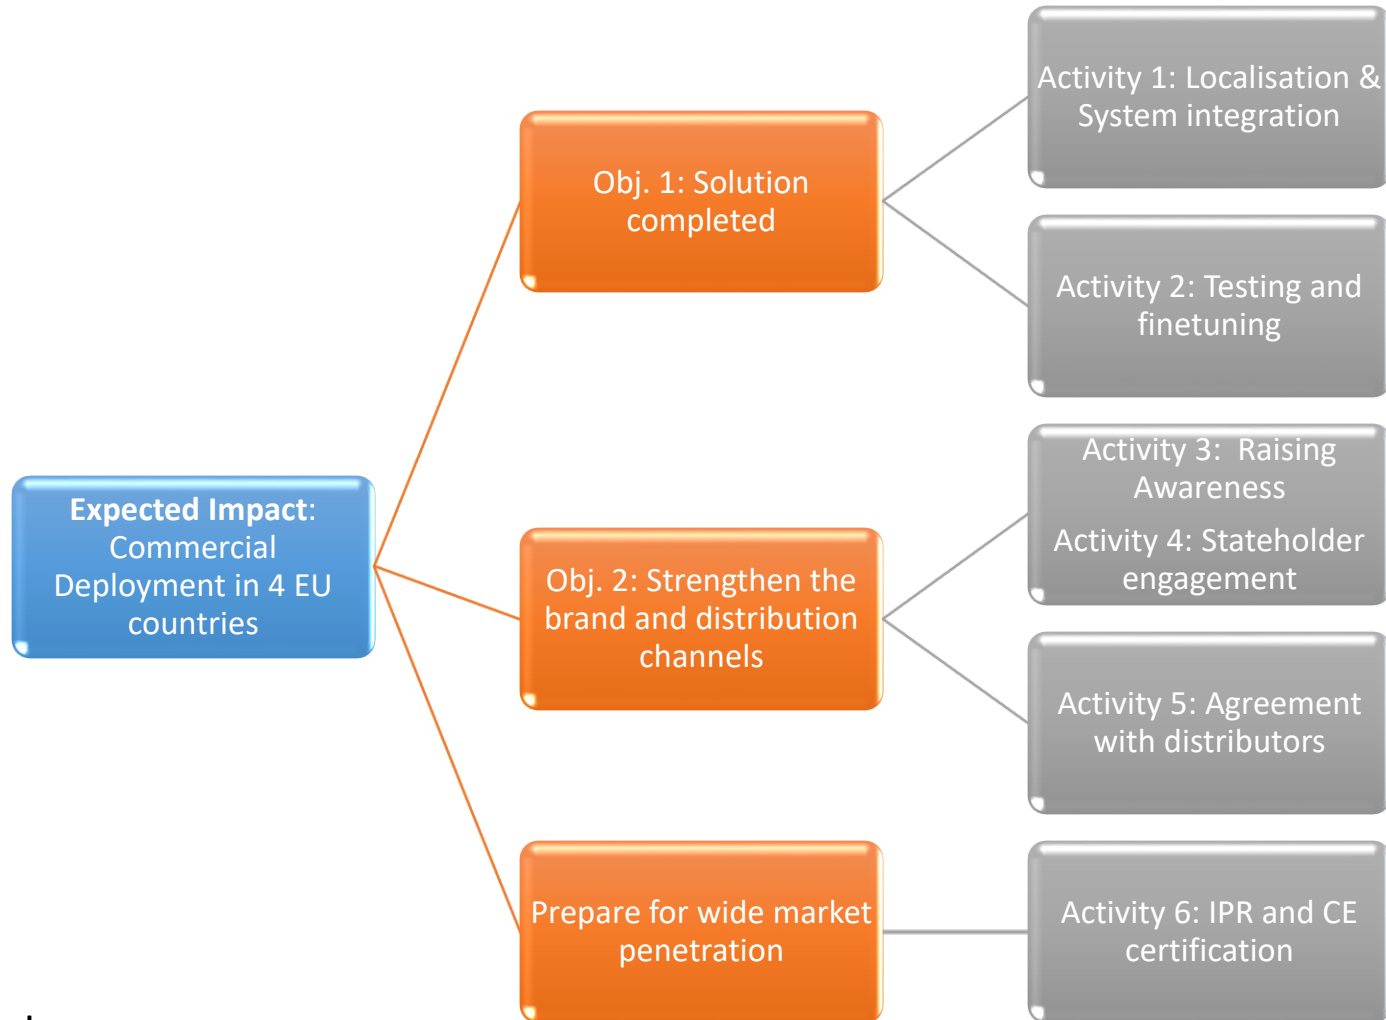 Expected Impact:
Commercial
Deployment in 4 EU
countries
Obj. 1: Solution
completed
Activity 1: Localisation &
System integration
Activity 2: Testing and
finetuning
Obj. 2: Strengthen the
brand and distribution
channels
Activity 3:  Raising
Awareness
Activity 4: Stateholder
engagement
Activity 5: Agreement
with distributors
Prepare for wide market
penetration
Activity 6: IPR and CE
certification